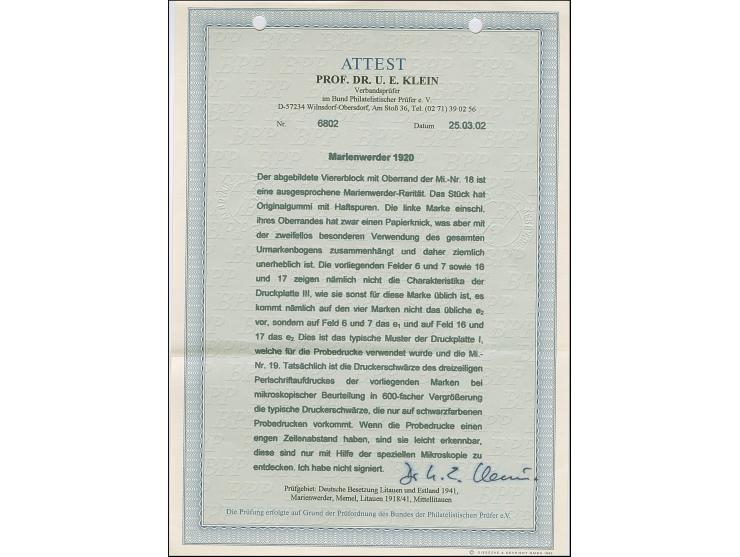 ATTEST
PROF. DR. U. E. KLEIN
Verbandsprüfer
im Bund Philatelistischer Prüfer e. V.
D-57234 Wilnsdorf-Obersdorf, Am Stoß 36, Tel. (02 71) 39 02 56
Nr. 6802 Datum 25.03.02
Marienwerder 1920
Der abgebildete Viererblock mit Oberrand der Mi.-Nr. 18 ist
eine ausgesprochene Marienwerder-Rarität. Das Stück hat
Originalgummi mit Haftspuren. Die linke Marke einschl.
ihres Oberrandes hat zwar einen Papierknick, was aber mit
der zweifellos besonderen Verwendung des gesamten
Urmarkenbogens zusammenhängt und daher ziemlich
unerheblich ist. Die vorliegenden Felder 6 und 7 sowie 16
und 17 zeigen nämlich nicht die Charakteristika der
Druckplatte III, wie sie sonst für diese Marke üblich ist, es
kommt nämlich auf den vier Marken nicht das übliche e₂
vor, sondern auf Feld 6 und 7 das e₁ und auf Feld 16 und
17 das e₂. Dies ist das typische Muster der Druckplatte I,
welche für die Probedrucke verwendet wurde und die Mi.-
Nr. 19. Tatsächlich ist die Druckerschwärze des dreizeiligen
Perlschriftaufdruckes der vorliegenden Marken bei
mikroskopischer Beurteilung in 600-facher Vergrößerung
die typische Druckerschwärze, die nur auf schwarzfarbenen
Probedrucken vorkommt. Wenn die Probedrucke einen
engen Zeilenabstand haben, sind sie leicht erkennbar,
diese sind nur mit Hilfe der speziellen Mikroskopie zu
entdecken. Ich habe nicht signiert. Dr. U. E. Klein.
Prüfgebiet: Deutsche Besetzung Litauen und Estland 1941,
Marienwerder, Memel, Litauen 1918/41, Mittellitauen
Die Prüfung erfolgte auf Grund der Prüfordnung des Bundes der Philatelistischen Prüfer e.V.